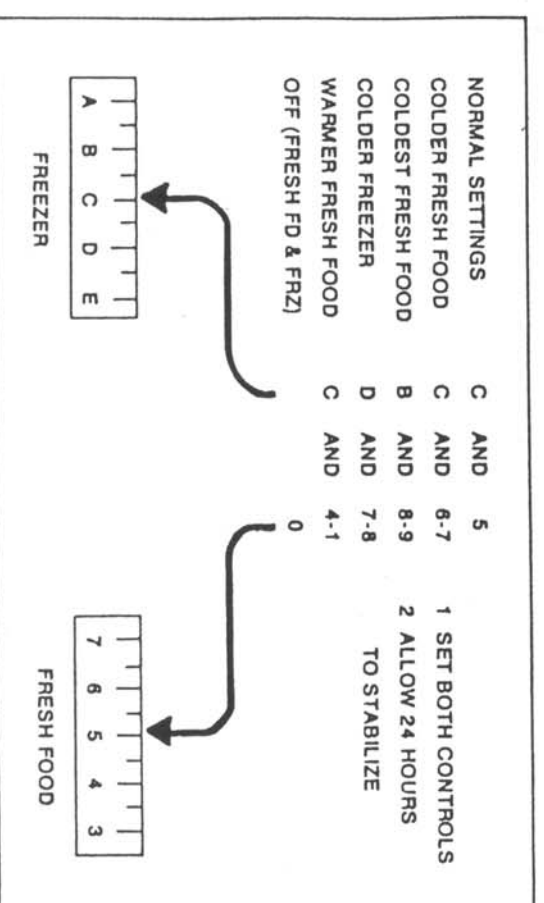 NORMAL SETTINGS C AND 5
COLDER FRESH FOOD C AND 6-7
COLDEST FRESH FOOD B AND 8-9
COLDER FREEZER D AND 7-8
WARMER FRESH FOOD C AND 4-1
OFF (FRESH FD & FRZ) 0
1 SET BOTH CONTROLS
2 ALLOW 24 HOURS
TO STABILIZE
A B C D E
FREEZER
7 6 5 4 3
FRESH FOOD